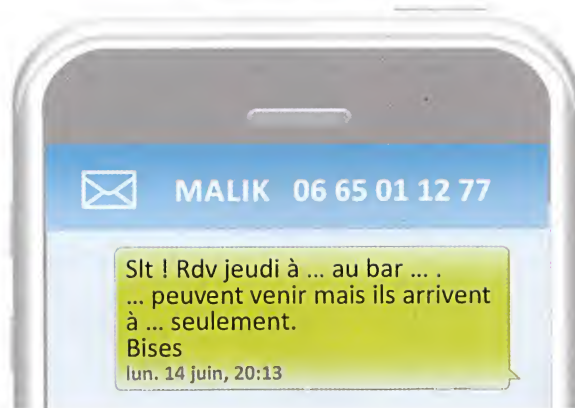 MALIK 06 65 01 12 77
Slt ! Rdv jeudi à ... au bar ... .
... peuvent venir mais ils arrivent
à ... seulement.
Bises
lun. 14 juin, 20:13